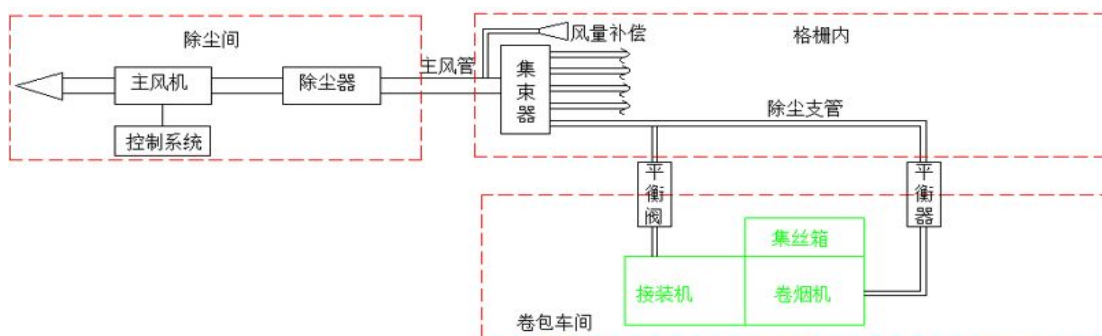 除尘间
主风机
除尘器
控制系统
主风管
风量补偿
集束器
格栅内
除尘支管
平衡阀
平衡器
集丝箱
接装机
卷烟机
卷包车间